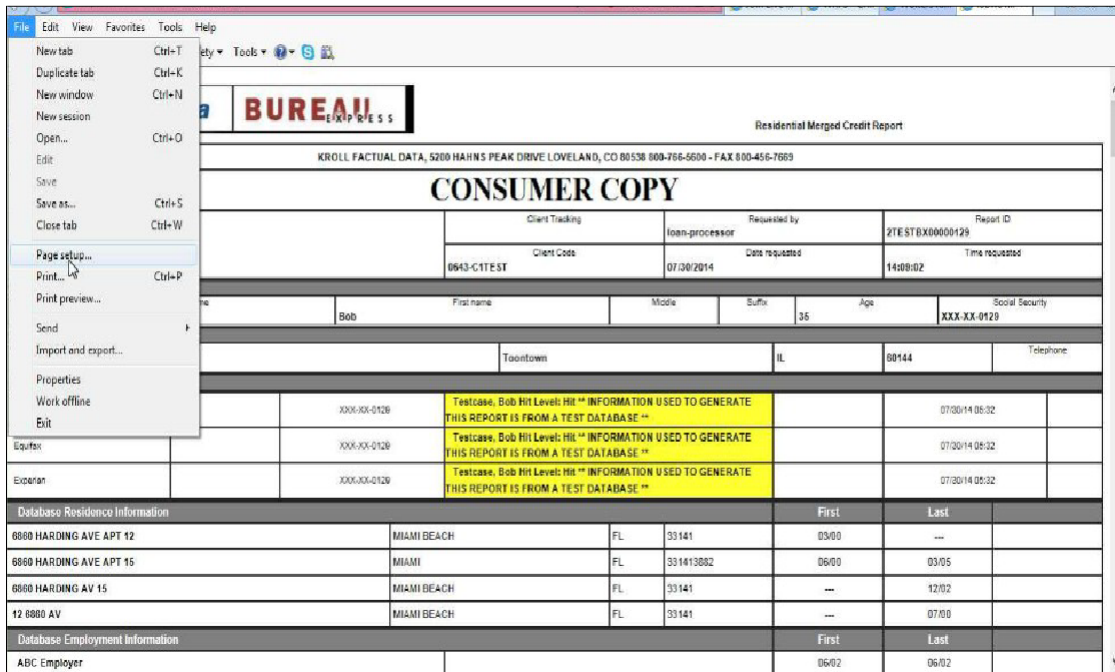 File Edit View Favorites Tools Help
New tab Ctrl+T
Duplicate tab Ctrl+K
New window Ctrl+N
New session
Open... Ctrl+O
Edit
Save
Save as... Ctrl+S
Close tab Ctrl+W
Page setup...
Print... Ctrl+P
Print preview...
Send
Import and export...
Properties
Work offline
Exit
ety Tools
a BUREAU EXPRESS
Residential Merged Credit Report
KROLL FACTUAL DATA, 5200 HAHNS PEAK DRIVE LOVELAND, CO 80538 800-766-5600 - FAX 800-456-7669
CONSUMER COPY
Client Tracking Requested by Report ID
loan-processor 2TESTBX00000129
Client Code Date requested Time requested
0643-C1TEST 07/30/2014 14:09:02
me First name Middle Suffix Age Social Security
Bob 35 XXX-XX-0129
Toontown IL 60144 Telephone
XXX-XX-0129 Testcase, Bob Hit Level: Hit ** INFORMATION USED TO GENERATE 07/30/14 05:32
THIS REPORT IS FROM A TEST DATABASE **
Equifax XXX-XX-0129 Testcase, Bob Hit Level: Hit ** INFORMATION USED TO GENERATE 07/30/14 05:32
THIS REPORT IS FROM A TEST DATABASE **
Experian XXX-XX-0129 Testcase, Bob Hit Level: Hit ** INFORMATION USED TO GENERATE 07/30/14 05:32
THIS REPORT IS FROM A TEST DATABASE **
Database Residence Information First Last
6860 HARDING AVE APT 12 MIAMI BEACH FL 33141 03/00 ---
6860 HARDING AVE APT 15 MIAMI FL 331413882 06/00 03/05
6860 HARDING AV 15 MIAMI BEACH FL 33141 --- 12/02
12 6860 AV MIAMI BEACH FL 33141 --- 07/00
Database Employment Information First Last
ABC Employer 06/02 06/02